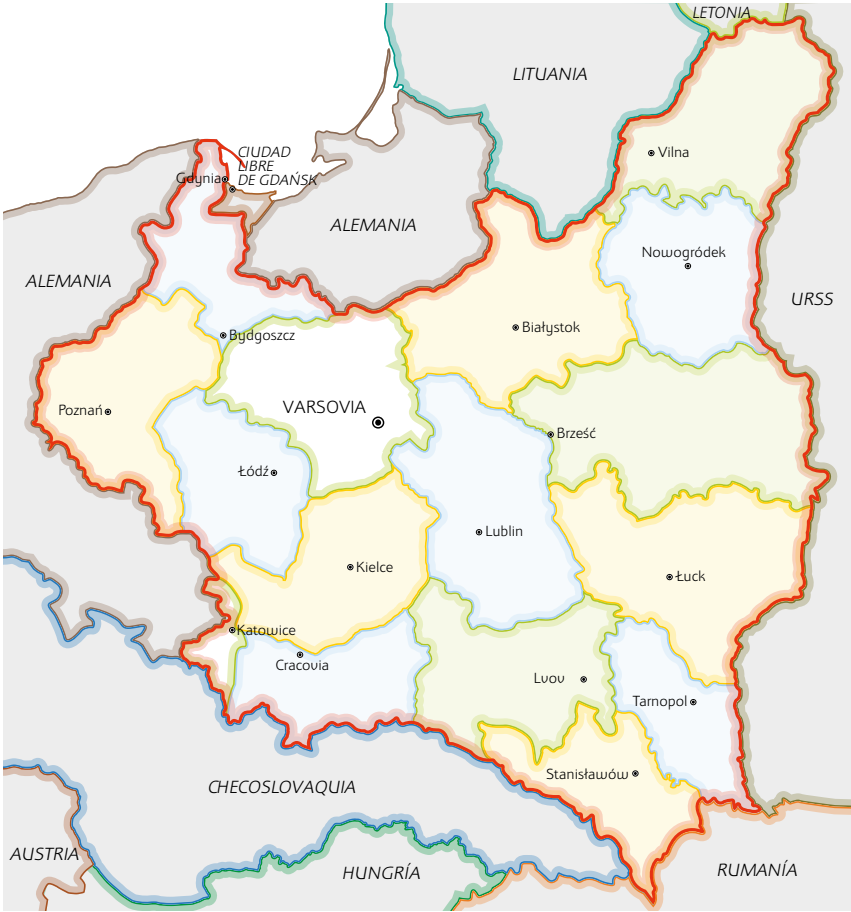 LETONIA
LITUANIA
Vilna
CIUDAD
LIBRE
DE GDAŃSK
Gdynia
ALEMANIA
Nowogródek
ALEMANIA
URSS
Białystok
Bydgoszcz
VARSOVIA
Poznań
Brześć
Łódź
Lublin
Kielce
Łuck
Katowice
Cracovia
Lvov
Tarnopol
Stanisławów
CHECOSLOVAQUIA
AUSTRIA
HUNGRÍA
RUMANÍA